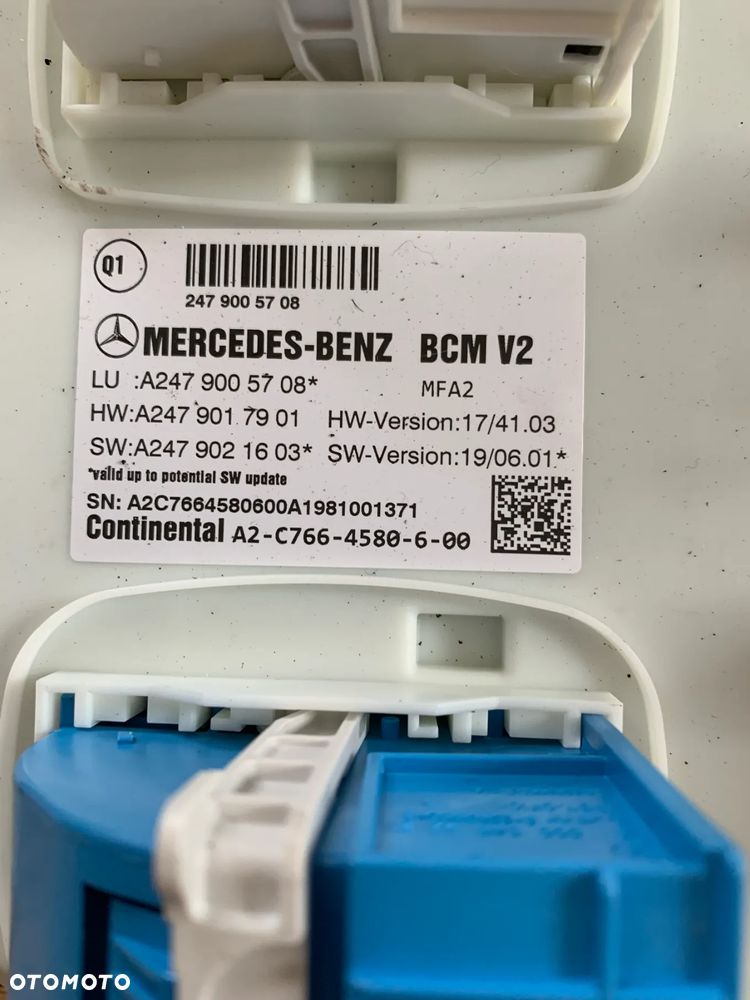 Q1
247 900 57 08
MERCEDES-BENZ BCM V2
LU :A247 900 57 08* MFA2
HW:A247 901 79 01 HW-Version:17/41.03
SW:A247 902 16 03* SW-Version:19/06.01*
*valid up to potential SW update
SN: A2C7664580600A1981001371
Continental A2-C766-4580-6-00
OTOMOTO